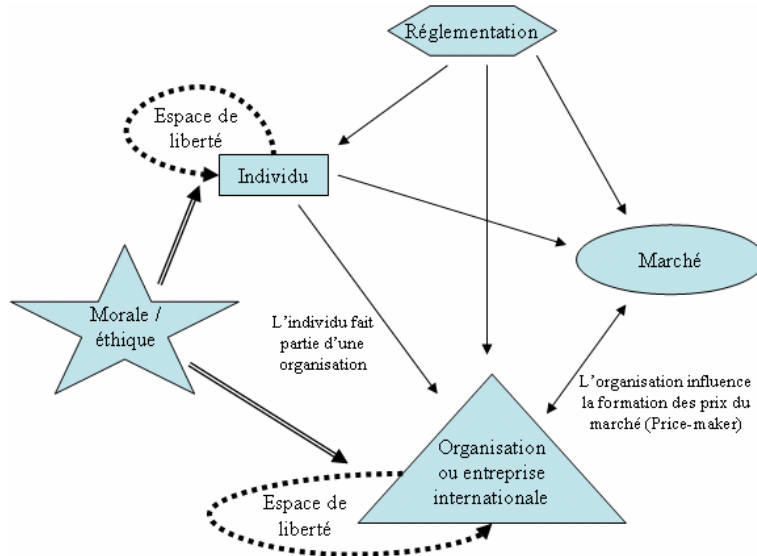 Réglementation
Espace de
liberté
Individu
Marché
Morale /
éthique
L'individu fait
partie d'une
organisation
L'organisation influence
la formation des prix du
marché (Price-maker)
Organisation
ou entreprise
internationale
Espace de
liberté